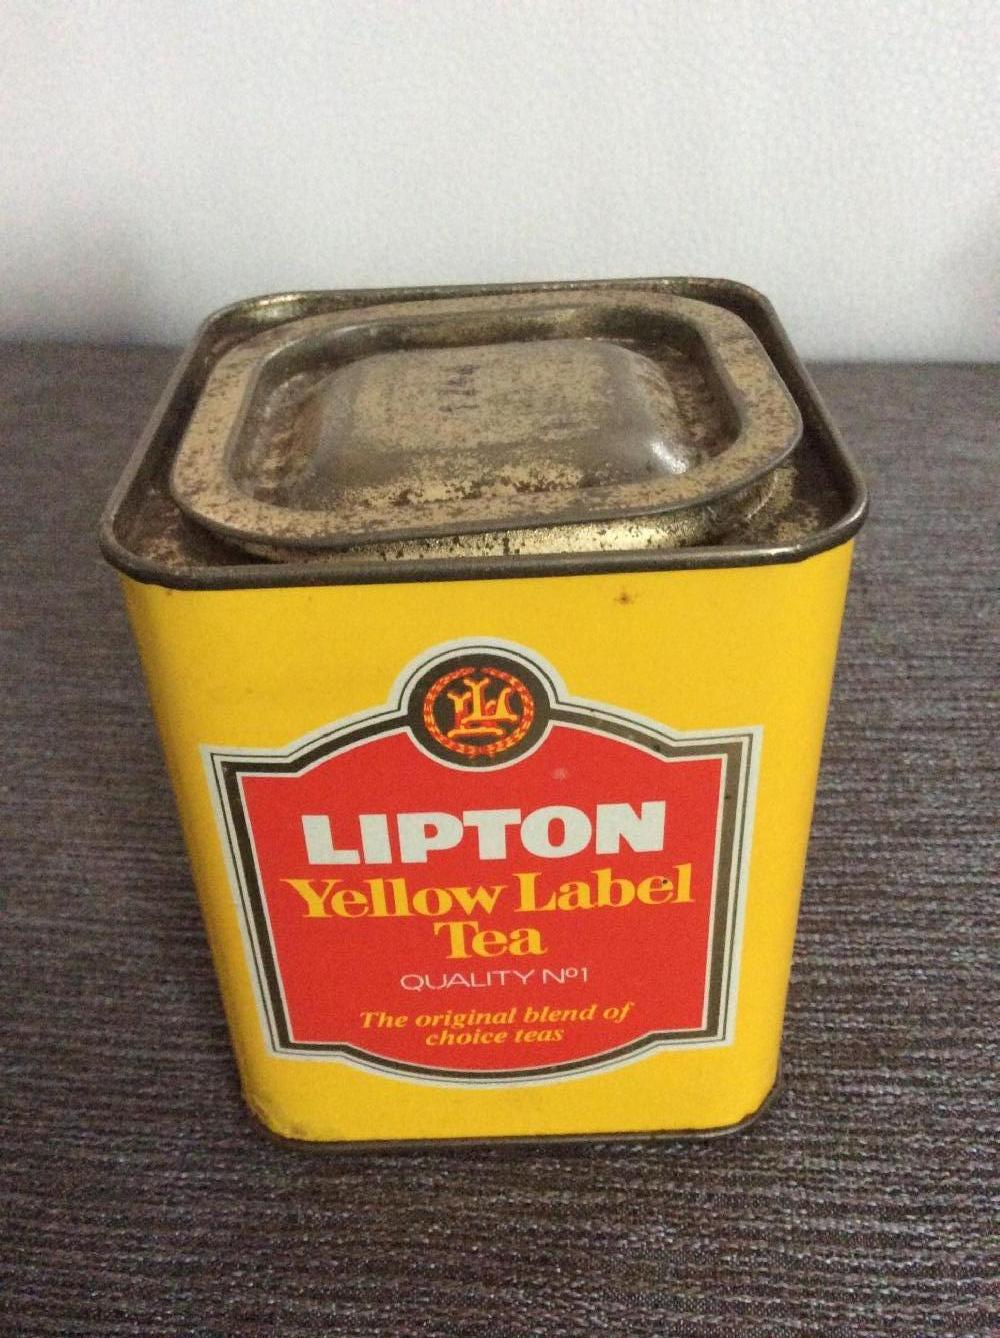 LIPTON
Yellow Label
Tea
QUALITY Nº1
The original blend of
choice teas